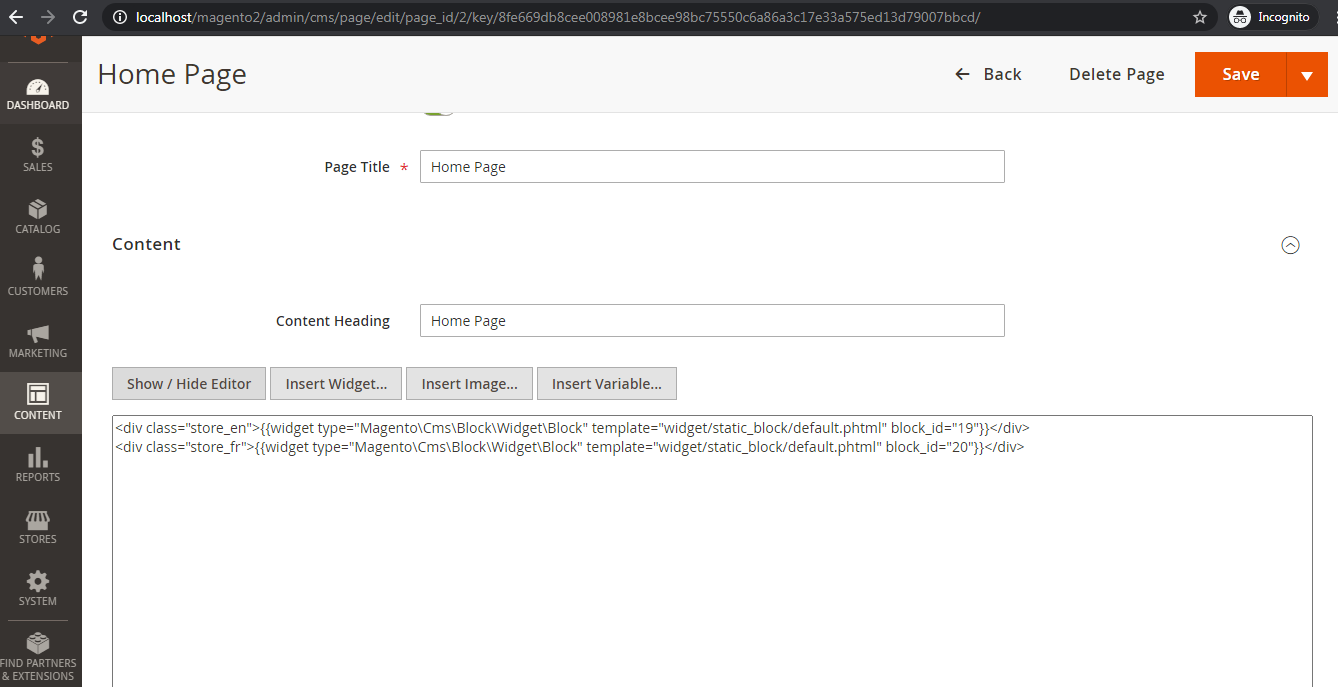 localhost/magento2/admin/cms/page/edit/page_id/2/key/8fe669db8cee008981e8bcee98bc75550c6a86a3c17e33a575ed13d79007bbcd/
Incognito
Home Page
Back
Delete Page
Save
DASHBOARD
SALES
CATALOG
CUSTOMERS
MARKETING
CONTENT
REPORTS
STORES
SYSTEM
FIND PARTNERS
& EXTENSIONS
Page Title *
Home Page
Content
Content Heading
Home Page
Show / Hide Editor
Insert Widget...
Insert Image...
Insert Variable...
<div class="store_en">{{widget type="Magento\Cms\Block\Widget\Block" template="widget/static_block/default.phtml" block_id="19"}}</div>
<div class="store_fr">{{widget type="Magento\Cms\Block\Widget\Block" template="widget/static_block/default.phtml" block_id="20"}}</div>